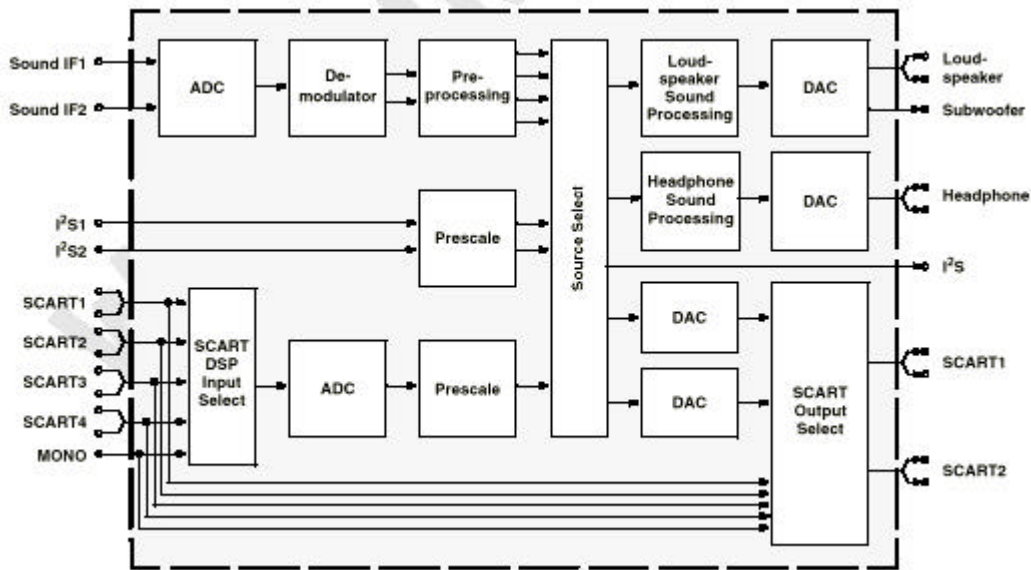 Sound IF1
Sound IF2
ADC
De-
modulator
Pre-
processing
Loud-
speaker
Sound
Processing
DAC
Loud-
speaker
Subwoofer
Headphone
Sound
Processing
DAC
Headphone
I²S1
I²S2
Prescale
Source Select
I²S
SCART1
SCART2
SCART3
SCART4
MONO
SCART
DSP
Input
Select
ADC
Prescale
DAC
DAC
SCART
Output
Select
SCART1
SCART2